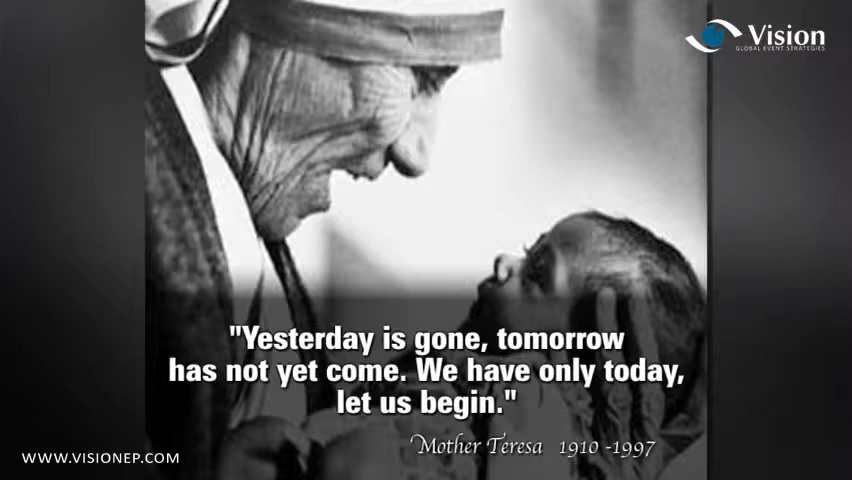 Vision
GLOBAL EVENT STRATEGIES
"Yesterday is gone, tomorrow
has not yet come. We have only today,
let us begin."
Mother Teresa 1910 -1997
WWW.VISIONEP.COM